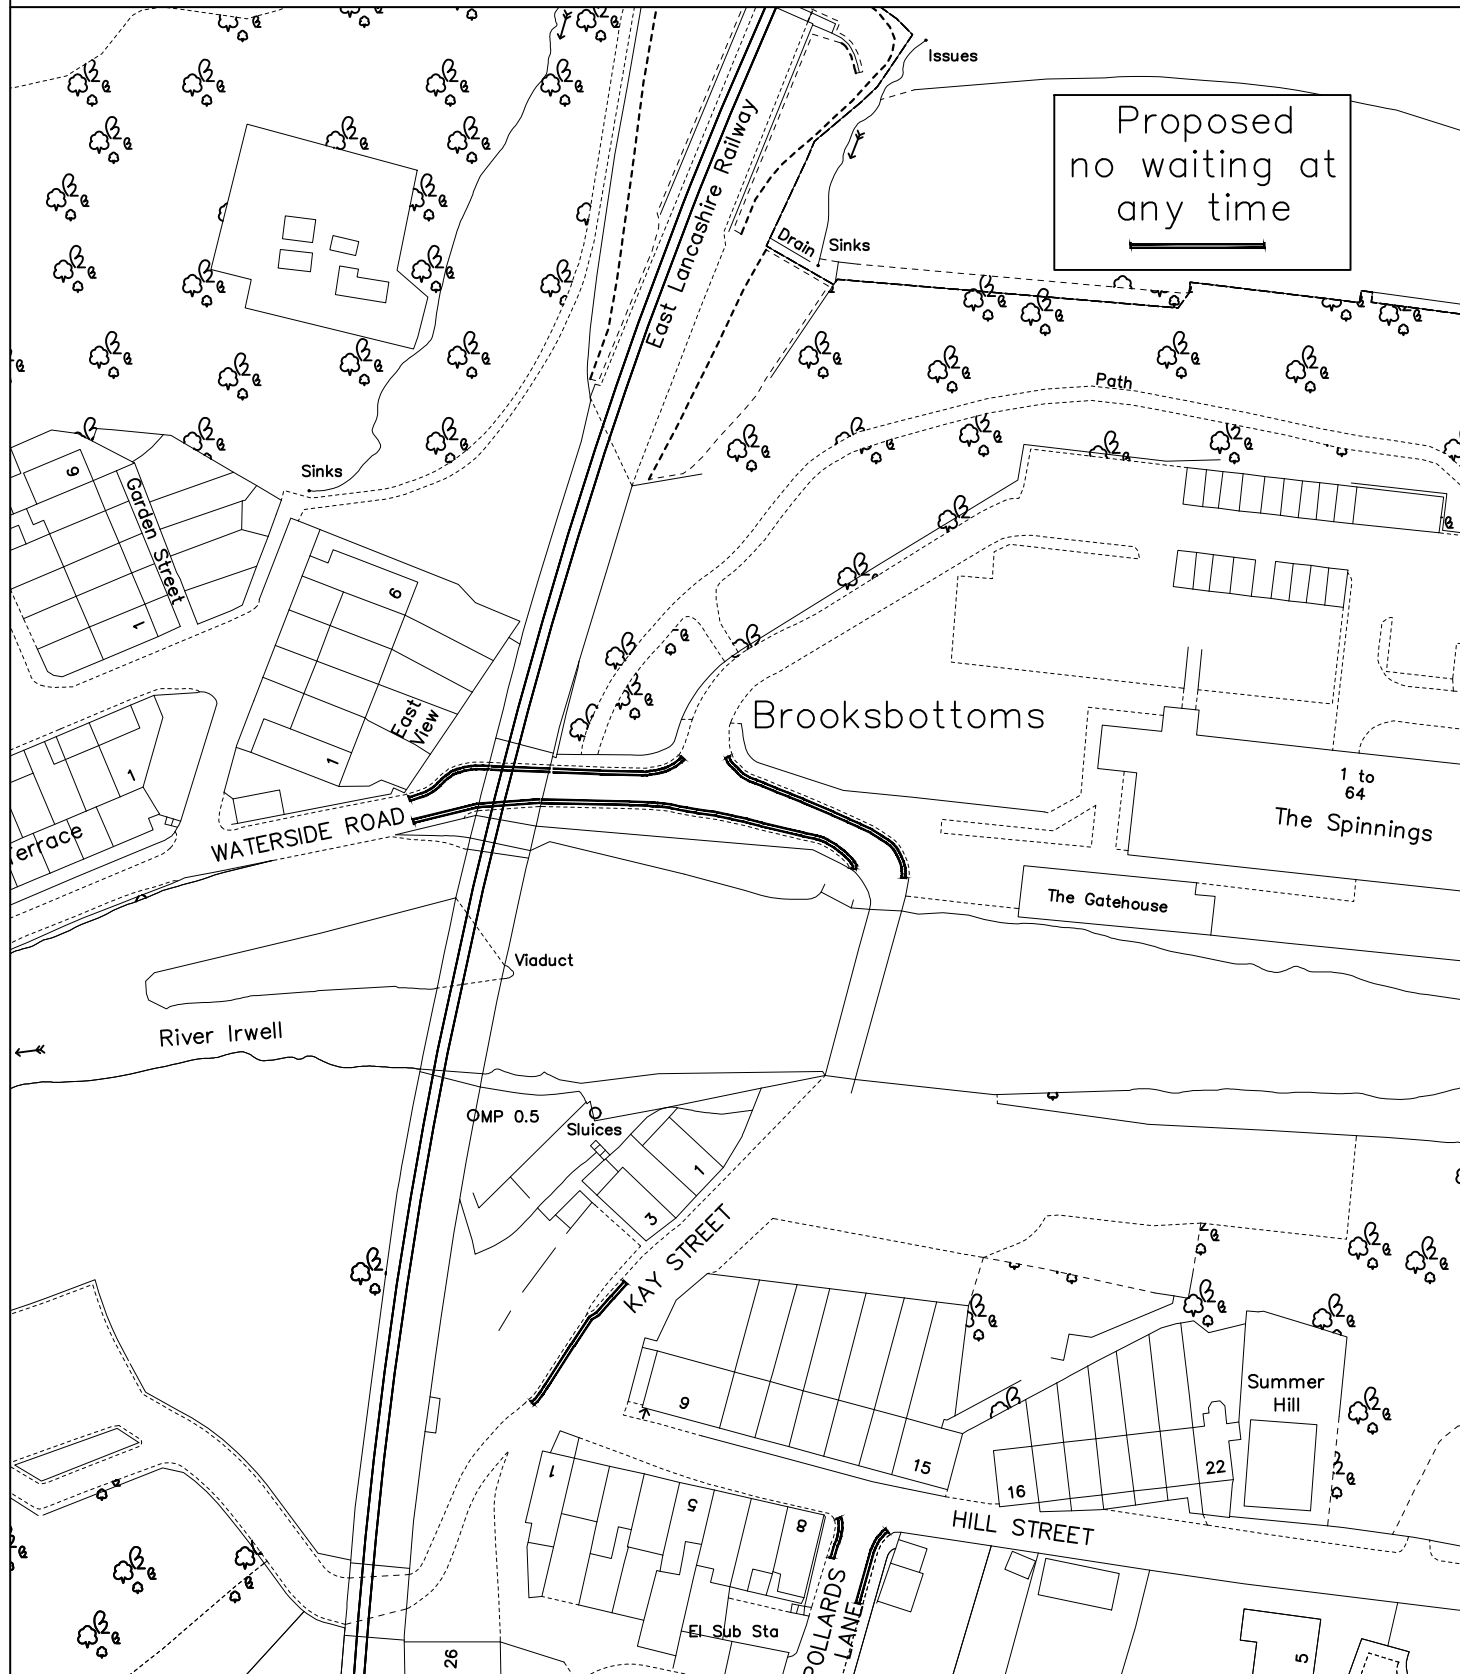 Issues
Proposed
no waiting at
any time
East Lancashire Railway
Drain
Sinks
Path
Sinks
9
Garden Street
1
6
East
View
1
1
Brooksbottoms
1 to
64
The Spinnings
errace
WATERSIDE ROAD
The Gatehouse
Viaduct
River Irwell
MP 0.5
Sluices
1
3
KAY STREET
9
15
Summer
Hill
16
22
1
5
8
HILL STREET
POLLARDS
LANE
El Sub Sta
26
5